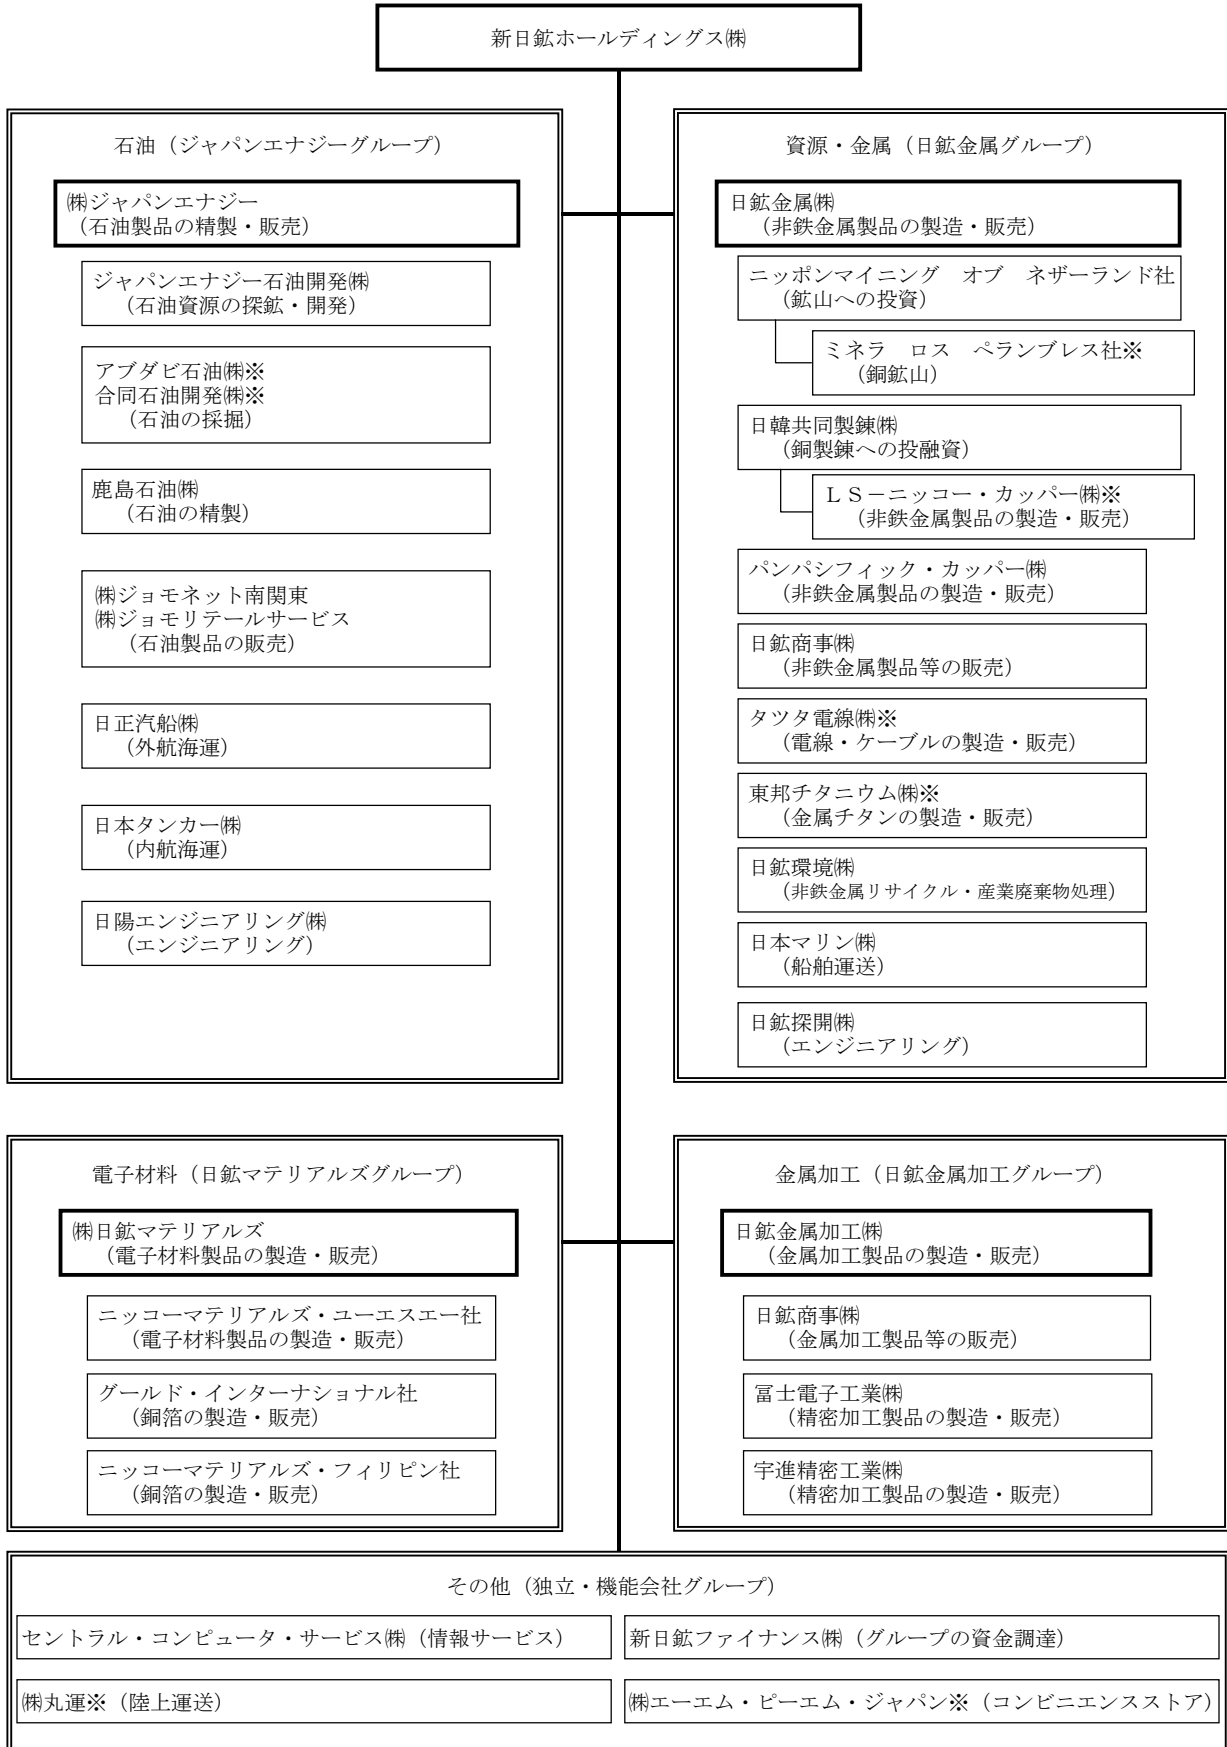 新日鉱ホールディングス㈱
石油（ジャパンエナジーグループ）
㈱ジャパンエナジー
（石油製品の精製・販売）
ジャパンエナジー石油開発㈱
（石油資源の探鉱・開発）
アブダビ石油㈱※
合同石油開発㈱※
（石油の採掘）
鹿島石油㈱
（石油の精製）
㈱ジョモネット南関東
㈱ジョモリテールサービス
（石油製品の販売）
日正汽船㈱
（外航海運）
日本タンカー㈱
（内航海運）
日陽エンジニアリング㈱
（エンジニアリング）
資源・金属（日鉱金属グループ）
日鉱金属㈱
（非鉄金属製品の製造・販売）
ニッポンマイニング　オブ　ネザーランド社
（鉱山への投資）
ミネラ　ロス　ペランブレス社※
（銅鉱山）
日韓共同製錬㈱
（銅製錬への投融資）
ＬＳ－ニッコー・カッパー㈱※
（非鉄金属製品の製造・販売）
パンパシフィック・カッパー㈱
（非鉄金属製品の製造・販売）
日鉱商事㈱
（非鉄金属製品等の販売）
タツタ電線㈱※
（電線・ケーブルの製造・販売）
東邦チタニウム㈱※
（金属チタンの製造・販売）
日鉱環境㈱
（非鉄金属リサイクル・産業廃棄物処理）
日本マリン㈱
（船舶運送）
日鉱探開㈱
（エンジニアリング）
電子材料（日鉱マテリアルズグループ）
㈱日鉱マテリアルズ
（電子材料製品の製造・販売）
ニッコーマテリアルズ・ユーエスエー社
（電子材料製品の製造・販売）
グールド・インターナショナル社
（銅箔の製造・販売）
ニッコーマテリアルズ・フィリピン社
（銅箔の製造・販売）
金属加工（日鉱金属加工グループ）
日鉱金属加工㈱
（金属加工製品の製造・販売）
日鉱商事㈱
（金属加工製品等の販売）
冨士電子工業㈱
（精密加工製品の製造・販売）
宇進精密工業㈱
（精密加工製品の製造・販売）
その他（独立・機能会社グループ）
セントラル・コンピュータ・サービス㈱（情報サービス）
新日鉱ファイナンス㈱（グループの資金調達）
㈱丸運※（陸上運送）
㈱エーエム・ピーエム・ジャパン※（コンビニエンスストア）